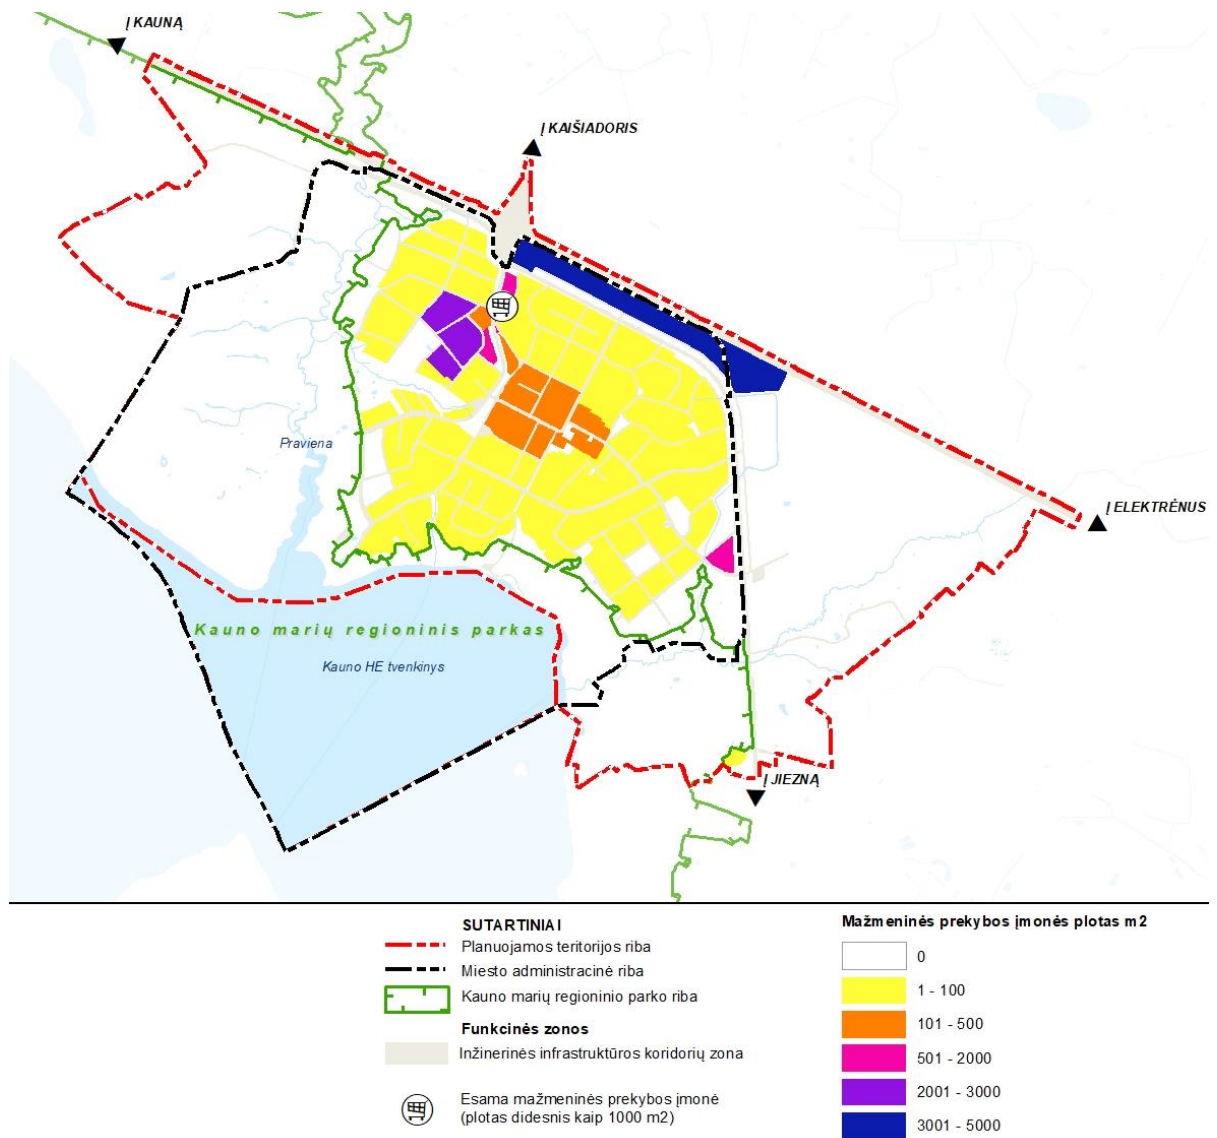 Į KAUNĄ
Į KAIŠIADORIS
Praviena
Į ELEKTRĖNUS
Kauno marių regioninis parkas
Kauno HE tvenkinys
Į JIEZNĄ
SUTARTINIAI
Planuojamos teritorijos riba
Miesto administracinė riba
Kauno marių regioninio parko riba
Funkcinės zonos
Inžinerinės infrastruktūros koridorių zona
Esama mažmeninės prekybos įmonė
(plotas didesnis kaip 1000 m2)
Mažmeninės prekybos įmonės plotas m2
0
1 - 100
101 - 500
501 - 2000
2001 - 3000
3001 - 5000